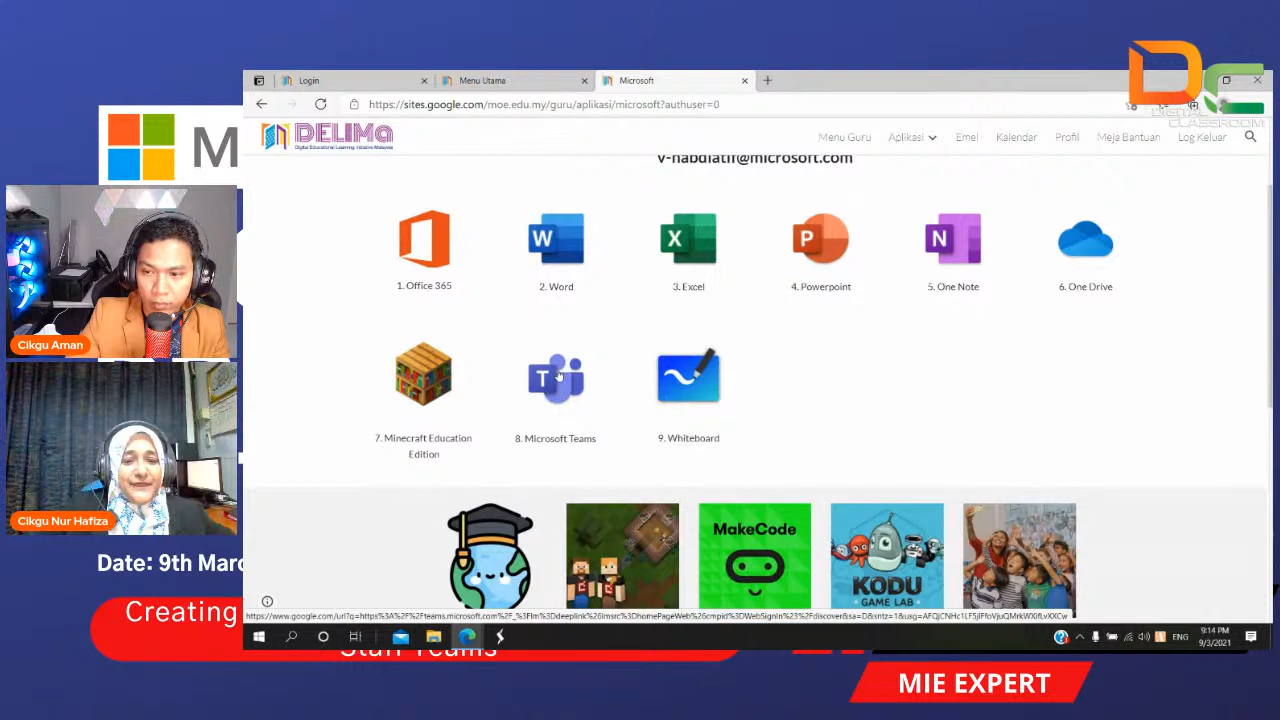 DIGITAL
CLASSROOM
Login
Menu Utama
Microsoft
https://sites.google.com/moe.edu.my/guru/aplikasi/microsoft?authuser=0
DELIMa
Digital Educational Learning Initiative Malaysia
Menu Guru
Aplikasi
Emel
Kalendar
Profil
Meja Bantuan
Log Keluar
v-nabdlatif@microsoft.com
M
W
X
P
N
1. Office 365
2. Word
3. Excel
4. Powerpoint
5. One Note
6. One Drive
T
7. Minecraft Education
Edition
8. Microsoft Teams
9. Whiteboard
Cikgu Aman
Cikgu Nur Hafiza
MakeCode
KODU
GAME LAB
Date: 9th Marc
Creating
Staff Teams
ENG
9:14 PM
9/3/2021
MIE EXPERT